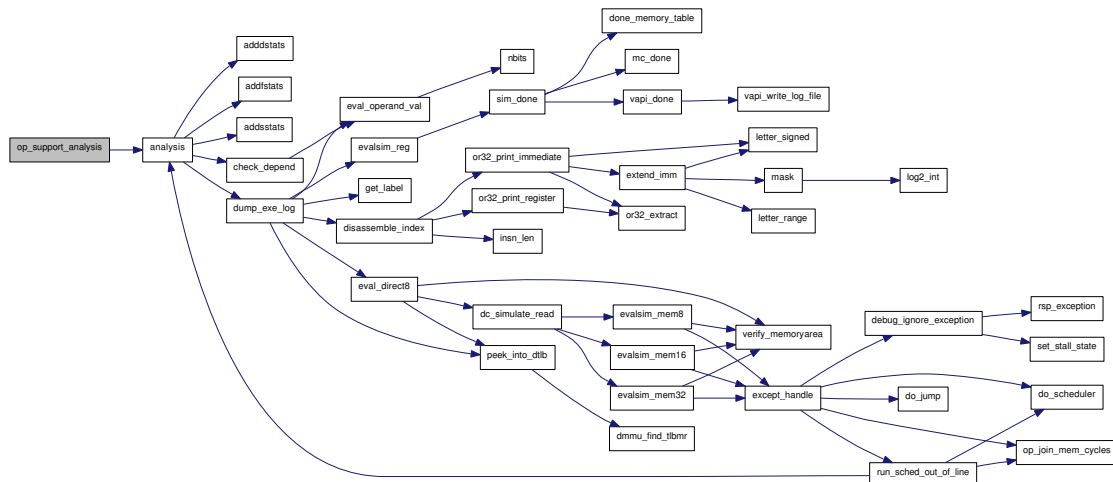 op_support_analysis
analysis
adddstats
addfstats
addsstats
check_depend
dump_exe_log
eval_operand_val
evalsim_reg
get_label
disassemble_index
eval_direct8
nbits
sim_done
or32_print_immediate
or32_print_register
insn_len
dc_simulate_read
peek_into_dtlb
done_memory_table
mc_done
vapi_done
extend_imm
or32_extract
evalsim_mem8
evalsim_mem16
evalsim_mem32
dmmu_find_tlbmr
vapi_write_log_file
letter_signed
mask
letter_range
verify_memoryarea
except_handle
log2_int
debug_ignore_exception
do_jump
run_sched_out_of_line
rsp_exception
set_stall_state
do_scheduler
op_join_mem_cycles